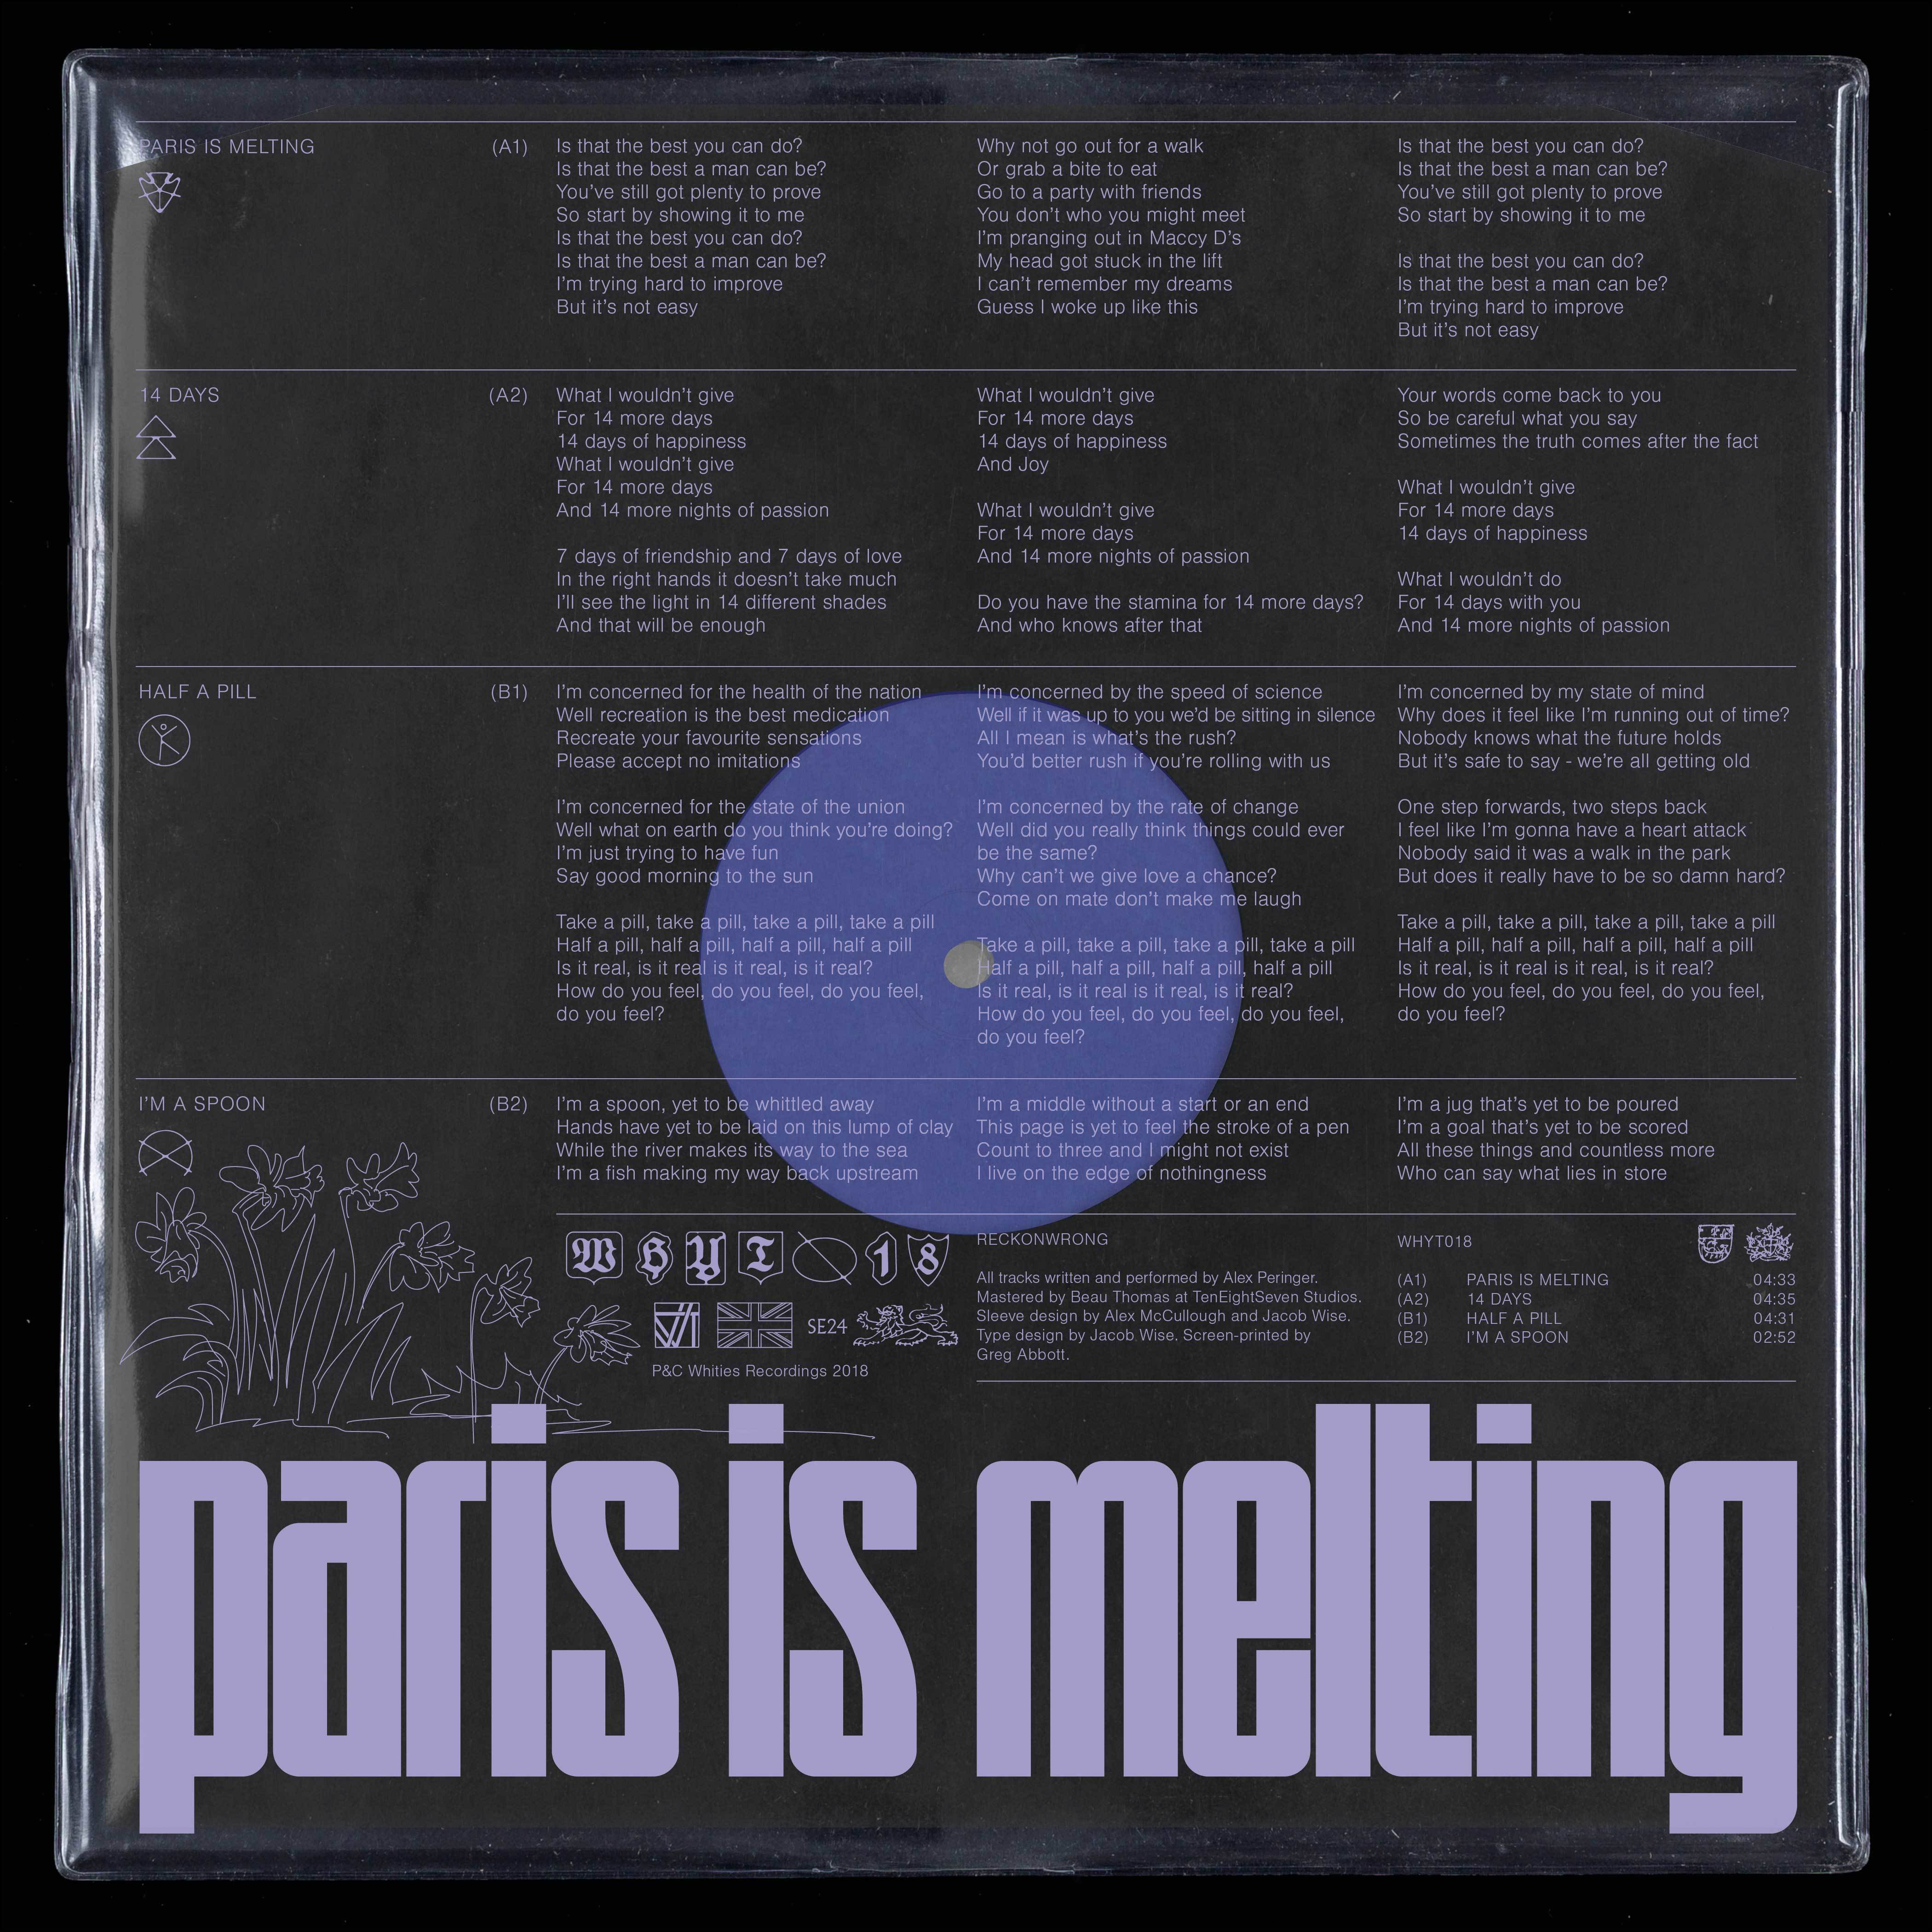 PARIS IS MELTING
(A1)
Is that the best you can do?
Is that the best a man can be?
You've still got plenty to prove
So start by showing it to me
Is that the best you can do?
Is that the best a man can be?
I'm trying hard to improve
But it's not easy
Why not go out for a walk
Or grab a bite to eat
Go to a party with friends
You don't who you might meet
I'm pranging out in Maccy D's
My head got stuck in the lift
I can't remember my dreams
Guess I woke up like this
Is that the best you can do?
Is that the best a man can be?
You've still got plenty to prove
So start by showing it to me
Is that the best you can do?
Is that the best a man can be?
I'm trying hard to improve
But it's not easy
14 DAYS
(A2)
What I wouldn't give
For 14 more days
14 days of happiness
What I wouldn't give
For 14 more days
And 14 more nights of passion
7 days of friendship and 7 days of love
In the right hands it doesn't take much
I'll see the light in 14 different shades
And that will be enough
What I wouldn't give
For 14 more days
14 days of happiness
And Joy
What I wouldn't give
For 14 more days
And 14 more nights of passion
Do you have the stamina for 14 more days?
And who knows after that
Your words come back to you
So be careful what you say
Sometimes the truth comes after the fact
What I wouldn't give
For 14 more days
14 days of happiness
What I wouldn't do
For 14 days with you
And 14 more nights of passion
HALF A PILL
(B1)
I'm concerned for the health of the nation
Well recreation is the best medication
Recreate your favourite sensations
Please accept no imitations
I'm concerned for the state of the union
Well what on earth do you think you're doing?
I'm just trying to have fun
Say good morning to the sun
Take a pill, take a pill, take a pill, take a pill
Half a pill, half a pill, half a pill, half a pill
Is it real, is it real is it real, is it real?
How do you feel, do you feel, do you feel,
do you feel?
I'm concerned by the speed of science
Well if it was up to you we'd be sitting in silence
All I mean is what's the rush?
You'd better rush if you're rolling with us
I'm concerned by the rate of change
Well did you really think things could ever
be the same?
Why can't we give love a chance?
Come on mate don't make me laugh
Take a pill, take a pill, take a pill, take a pill
Half a pill, half a pill, half a pill, half a pill
Is it real, is it real is it real, is it real?
How do you feel, do you feel, do you feel,
do you feel?
I'm concerned by my state of mind
Why does it feel like I'm running out of time?
Nobody knows what the future holds
But it's safe to say - we're all getting old
One step forwards, two steps back
I feel like I'm gonna have a heart attack
Nobody said it was a walk in the park
But does it really have to be so damn hard?
Take a pill, take a pill, take a pill, take a pill
Half a pill, half a pill, half a pill, half a pill
Is it real, is it real is it real, is it real?
How do you feel, do you feel, do you feel,
do you feel?
I'M A SPOON
(B2)
I'm a spoon, yet to be whittled away
Hands have yet to be laid on this lump of clay
While the river makes its way to the sea
I'm a fish making my way back upstream
I'm a middle without a start or an end
This page is yet to feel the stroke of a pen
Count to three and I might not exist
I live on the edge of nothingness
I'm a jug that's yet to be poured
I'm a goal that's yet to be scored
All these things and countless more
Who can say what lies in store
WHYT018
SE24
P&C Whities Recordings 2018
RECKONWRONG
All tracks written and performed by Alex Peringer.
Mastered by Beau Thomas at TenEightSeven Studios.
Sleeve design by Alex McCullough and Jacob Wise.
Type design by Jacob Wise. Screen-printed by
Greg Abbott.
WHYT018
(A1) PARIS IS MELTING 04:33
(A2) 14 DAYS 04:35
(B1) HALF A PILL 04:31
(B2) I'M A SPOON 02:52
paris is melting